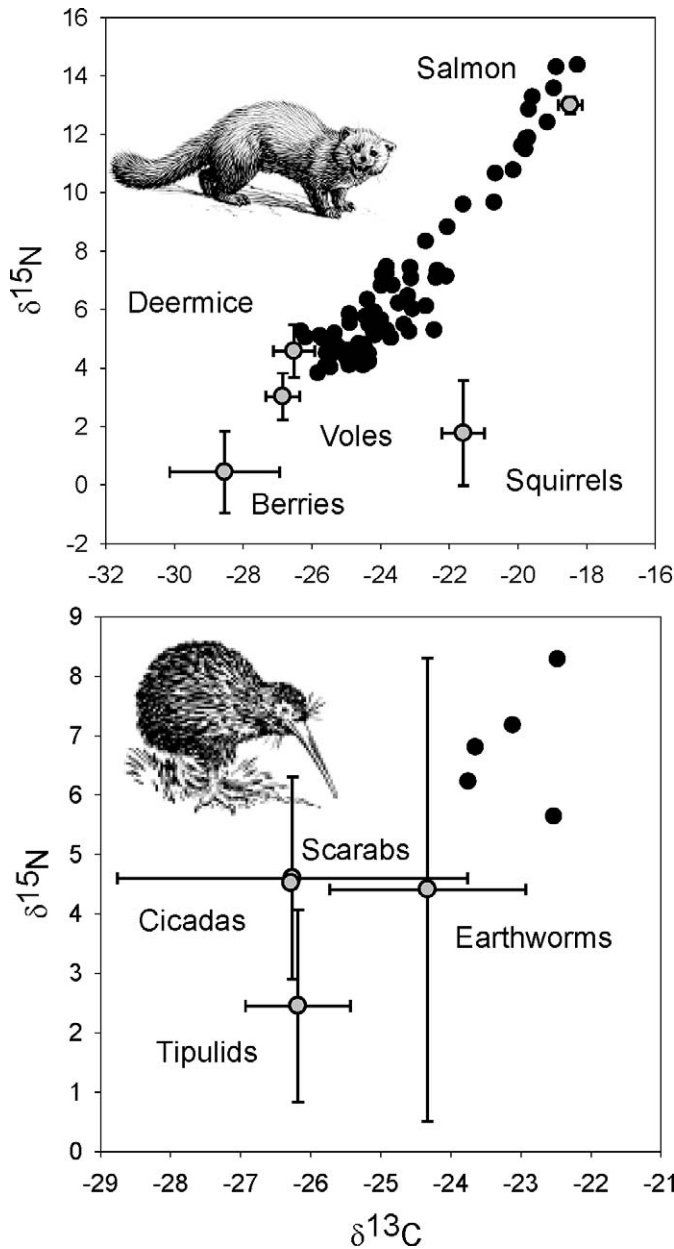 16
14
12
10
8
6
4
2
0
-2
δ15N
Salmon
Deermice
Voles
Squirrels
Berries
-32 -30 -28 -26 -24 -22 -20 -18 -16
9
8
7
6
5
4
3
2
1
0
δ15N
Scarabs
Cicadas
Earthworms
Tipulids
-29 -28 -27 -26 -25 -24 -23 -22 -21
δ13C